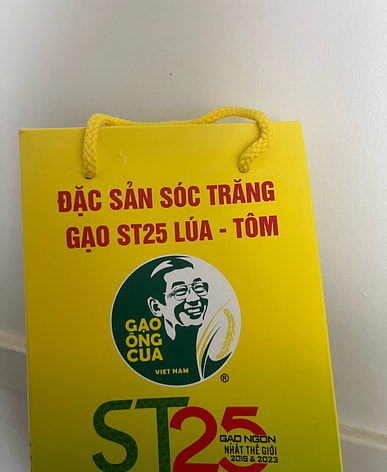 ĐẶC SẢN SÓC TRĂNG
GẠO ST25 LÚA - TÔM
GẠO
ÔNG
CUA
VIET NAM
®
ST25
GẠO NGON
NHẤT THẾ GIỚI
2019 & 2023